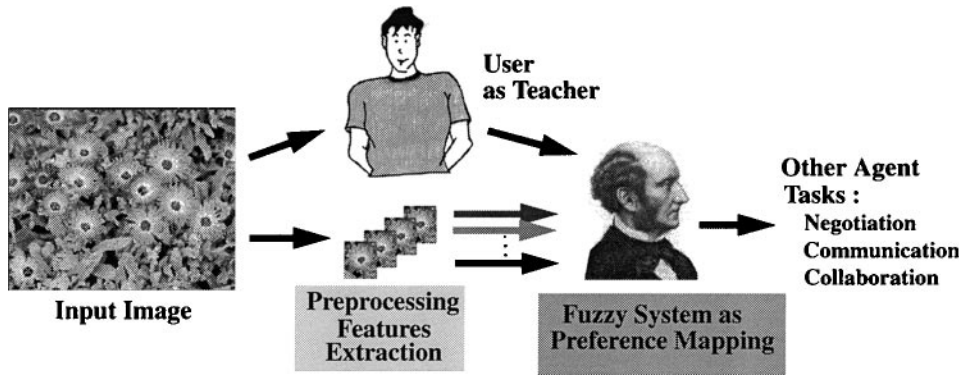 User
as Teacher
Other Agent
Tasks :
Negotiation
Communication
Collaboration
Input Image
Preprocessing
Features
Extraction
Fuzzy System as
Preference Mapping